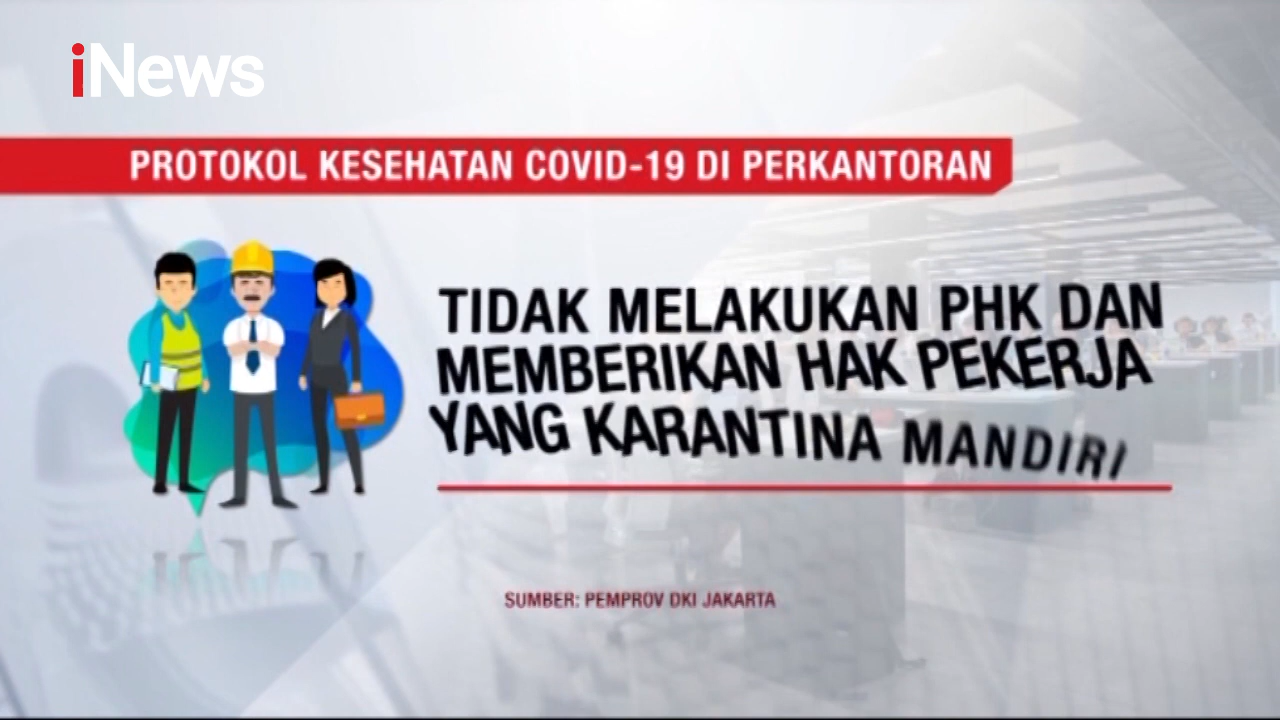 iNews
PROTOKOL KESEHATAN COVID-19 DI PERKANTORAN
TIDAK MELAKUKAN PHK DAN
MEMBERIKAN HAK PEKERJA
YANG KARANTINA MANDIRI
SUMBER: PEMPROV DKI JAKARTA